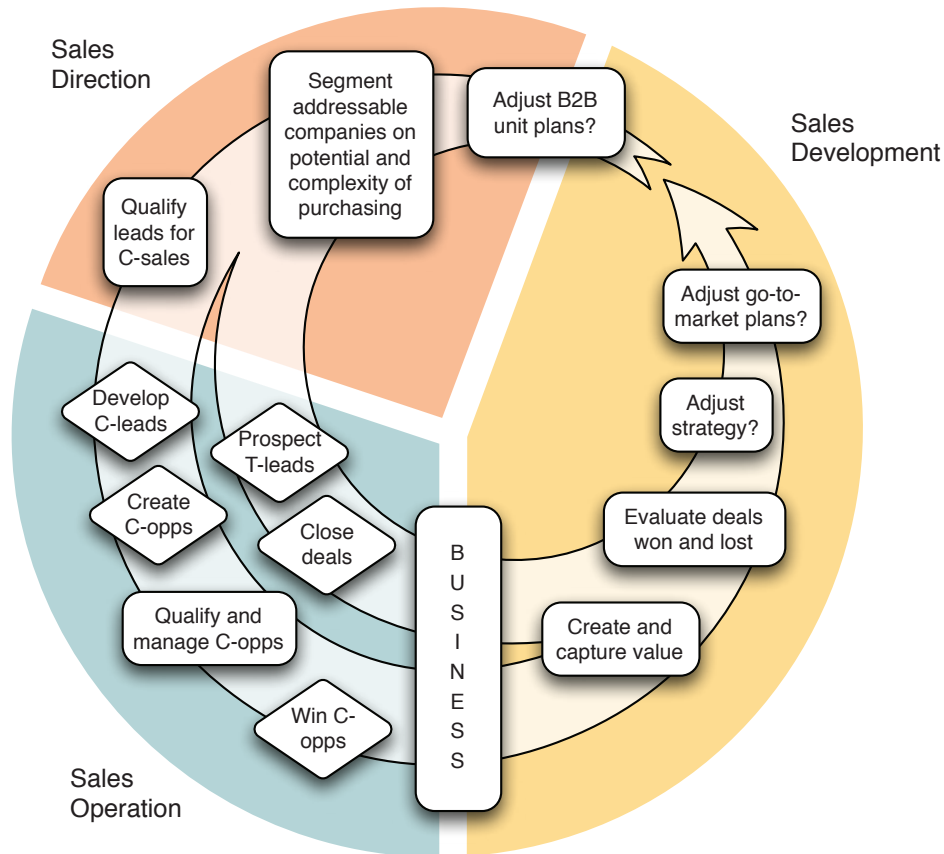 Sales
Direction
Segment
addressable
companies on
potential and
complexity of
purchasing
Adjust B2B
unit plans?
Sales
Development
Qualify
leads for
C-sales
Adjust go-to-
market plans?
Develop
C-leads
Prospect
T-leads
Adjust
strategy?
Create
C-opps
Close
deals
Evaluate deals
won and lost
B
U
S
I
N
E
S
S
Qualify and
manage C-opps
Create and
capture value
Win C-
opps
Sales
Operation